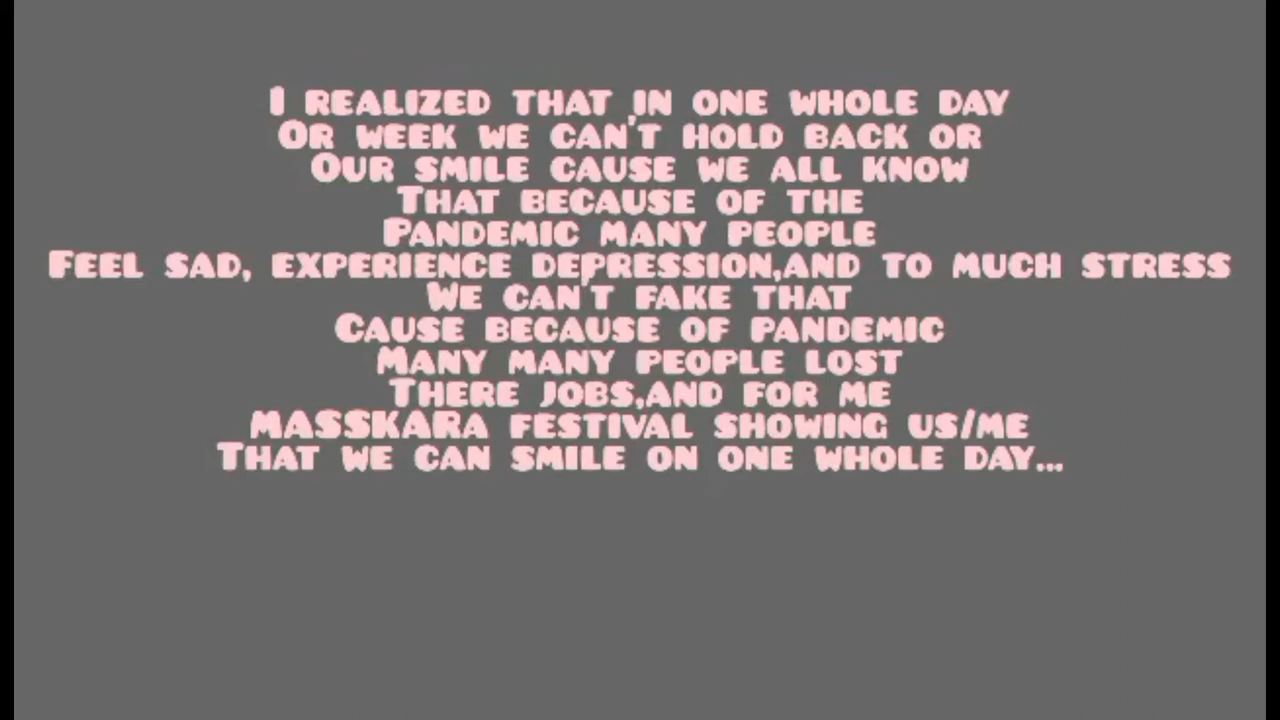 I realized that in one whole day
Or week we can't hold back or
Our smile cause we all know
That because of the
Pandemic many people
Feel sad, experience depression,and to much stress
We can't fake that
Cause because of pandemic
Many many people lost
There jobs,and for me
MASSKARa festival showing us/me
That we can smile on one whole day...